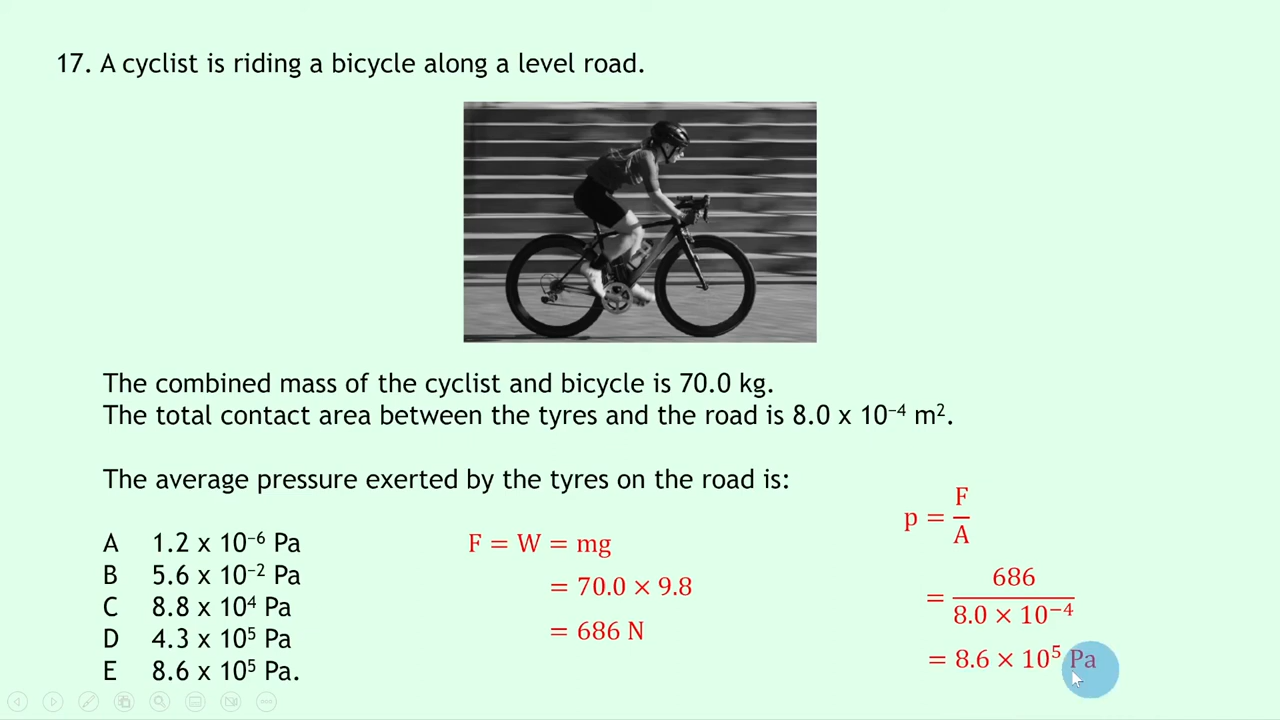 17. A cyclist is riding a bicycle along a level road.
The combined mass of the cyclist and bicycle is 70.0 kg.
The total contact area between the tyres and the road is 8.0 x 10⁻⁴ m².
The average pressure exerted by the tyres on the road is:
A 1.2 x 10⁻⁶ Pa
B 5.6 x 10⁻² Pa
C 8.8 x 10⁴ Pa
D 4.3 x 10⁵ Pa
E 8.6 x 10⁵ Pa.
F = W = mg
= 70.0 × 9.8
= 686 N
p = F/A
= 686/(8.0 × 10⁻⁴)
= 8.6 × 10⁵ Pa